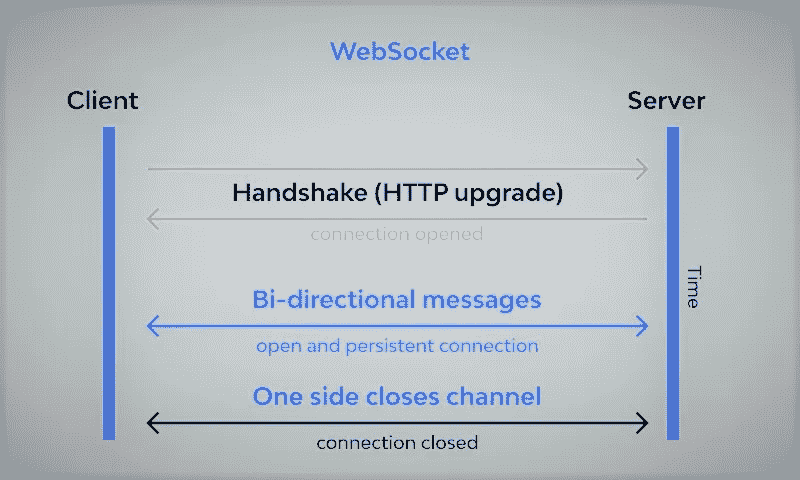 WebSocket
Client
Server
Handshake (HTTP upgrade)
connection opened
Time
Bi-directional messages
open and persistent connection
One side closes channel
connection closed